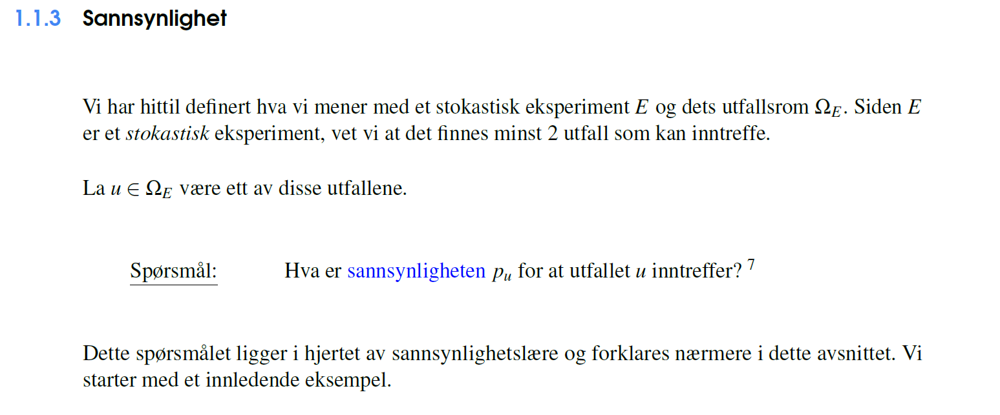 1.1.3 Sannsynlighet
Vi har hittil definert hva vi mener med et stokastisk eksperiment E og dets utfallsrom Ω_E. Siden E
er et stokastisk eksperiment, vet vi at det finnes minst 2 utfall som kan inntreffe.
La u ∈ Ω_E være ett av disse utfallene.
Spørsmål: Hva er sannsynligheten p_u for at utfallet u inntreffer? ⁷
Dette spørsmålet ligger i hjertet av sannsynlighetslære og forklares nærmere i dette avsnittet. Vi
starter med et innledende eksempel.